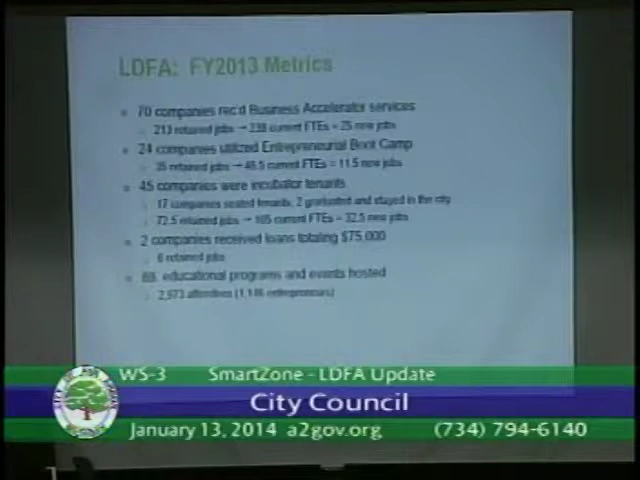 LDFA: FY2013 Metrics
70 companies rec'd Business Accelerator services
213 retained jobs → 238 current FTEs = 25 new jobs
24 companies utilized Entrepreneurial Boot Camp
35 retained jobs → 46.5 current FTEs = 11.5 new jobs
45 companies were incubator tenants
17 companies seated tenants, 2 graduated and stayed in the city
72.5 retained jobs → 105 current FTEs = 32.5 new jobs
2 companies received loans totaling $75,000
6 retained jobs
educational programs and events hosted
2,973 attendees (1,146 entrepreneurs)
WS-3 SmartZone - LDFA Update
City Council
January 13, 2014 a2gov.org (734) 794-6140